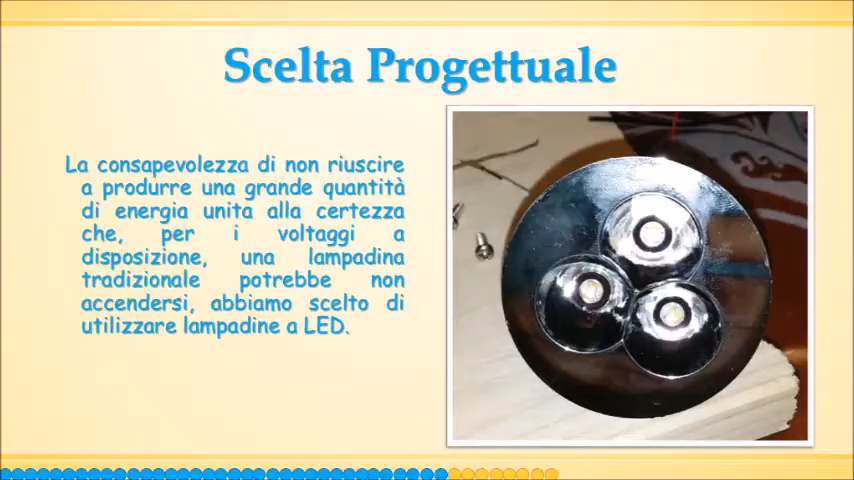 Scelta Progettuale
La consapevolezza di non riuscire
a produrre una grande quantità
di energia unita alla certezza
che, per i voltaggi a
disposizione, una lampadina
tradizionale potrebbe non
accendersi, abbiamo scelto di
utilizzare lampadine a LED.